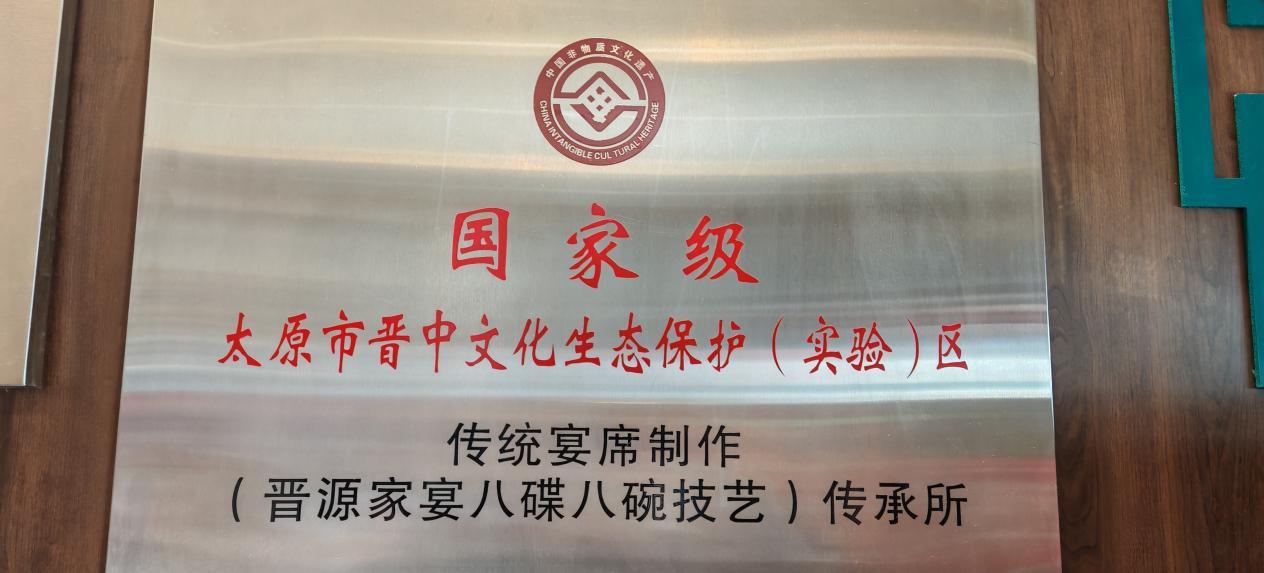 中国非物质文化遗产
CHINA INTANGIBLE CULTURAL HERITAGE
国家级
太原市晋中文化生态保护（实验）区
传统宴席制作
（晋源家宴八碟八碗技艺）传承所